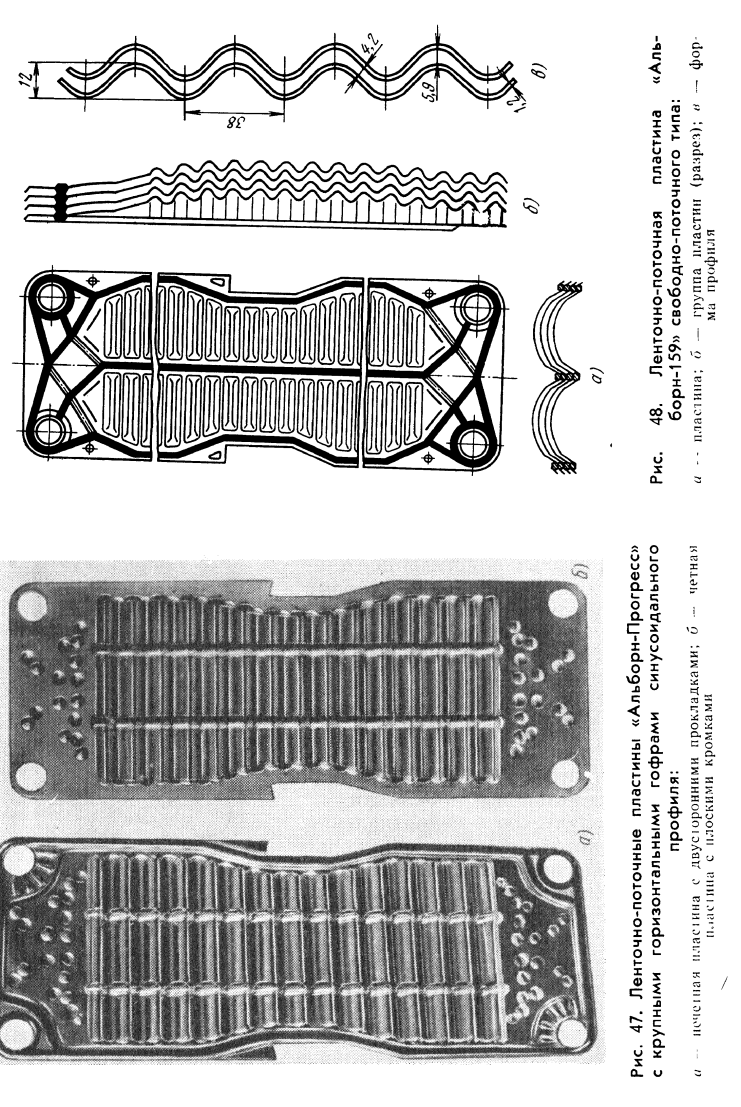 а)
б)
Рис. 47. Ленточно-поточные пластины «Альборн-Прогресс»
с крупными горизонтальными гофрами синусоидального
профиля:
а — нечетная пластина с двусторонними прокладками; б — четная
пластина с плоскими кромками
а)
б)
в)
12
38
4,2
5,9
1,2
Рис. 48. Ленточно-поточная пластина «Аль-
борн-159» свободно-поточного типа:
а -- пластина; б — группа пластин (разрез); в — фор-
ма профиля